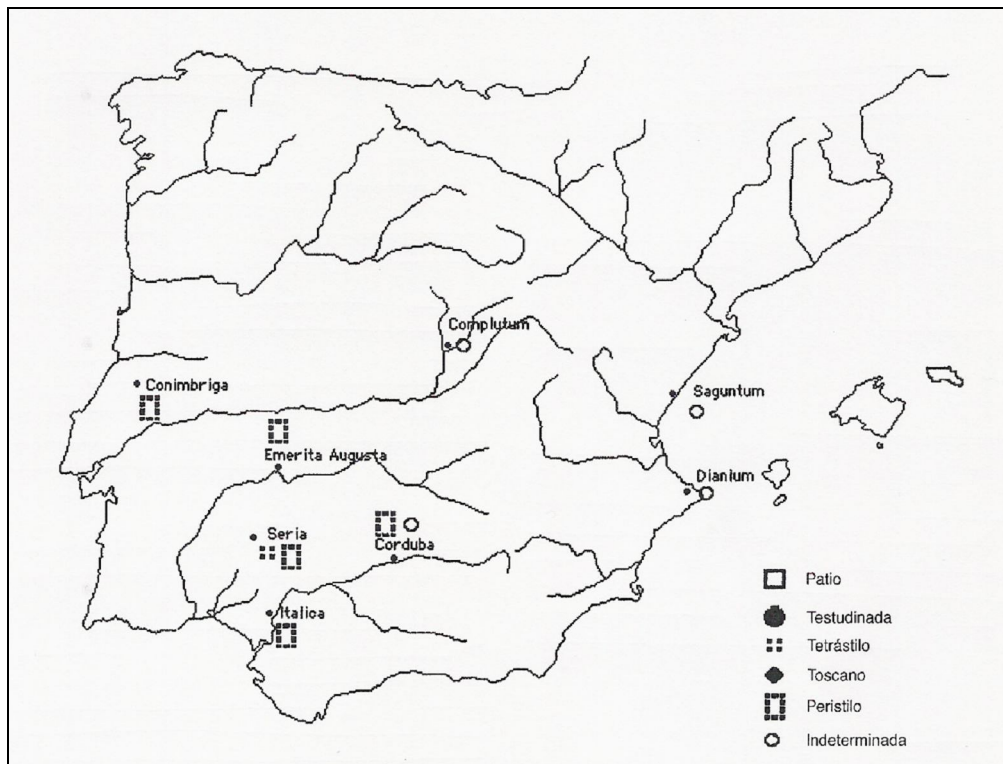 Complutum
Conimbriga
Saguntum
Emerita Augusta
Dianium
Seria
Corduba
Italica
Patio
Testudinada
Tetrástilo
Toscano
Peristilo
Indeterminada